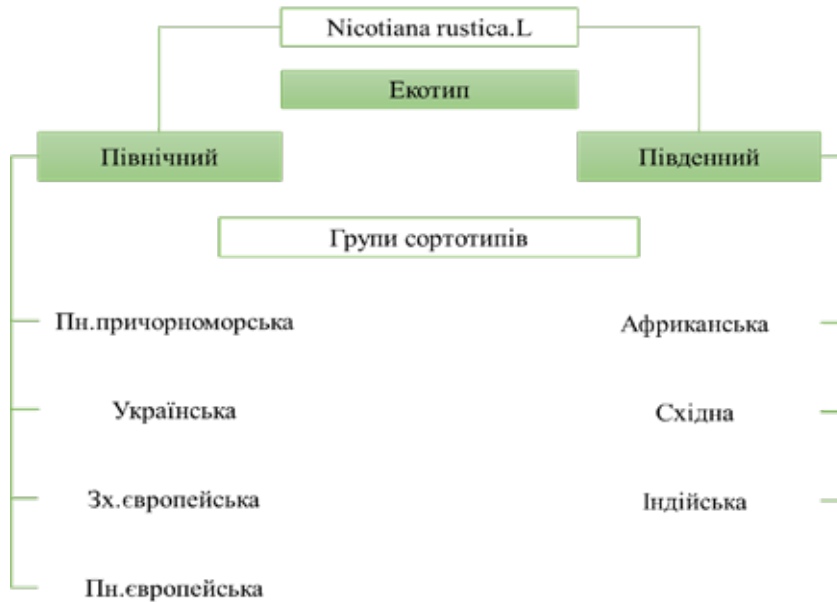 Nicotiana rustica.L
Екотип
Північний
Південний
Групи сортотипів
Пн.причорноморська
Африканська
Українська
Східна
Зх.європейська
Індійська
Пн.європейська